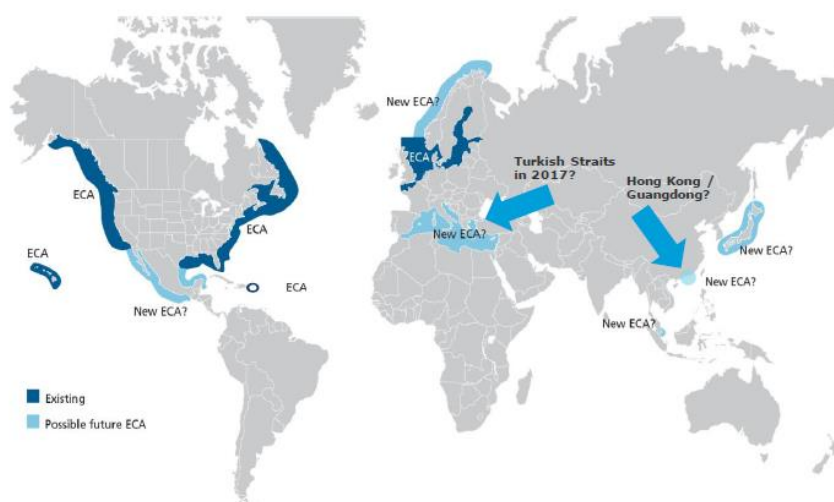 New ECA?
ECA
Turkish Straits
in 2017?
Hong Kong /
Guangdong?
ECA
ECA
New ECA?
New ECA?
ECA
ECA
New ECA?
New ECA?
New ECA?
Existing
Possible future ECA